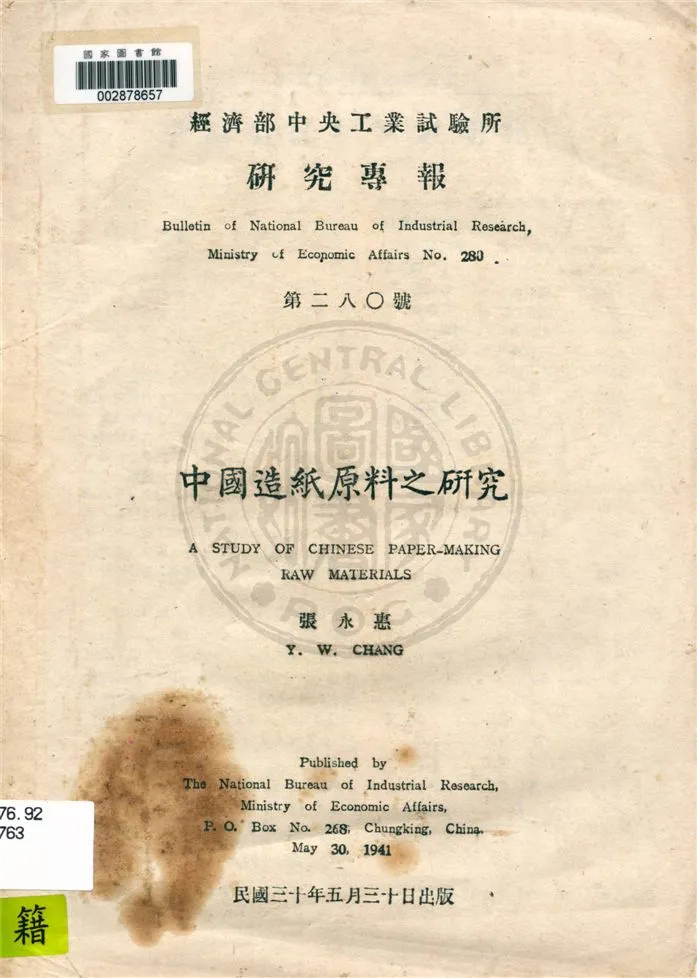 國家圖書館
002878657
經濟部中央工業試驗所
研究專報
Bulletin of National Bureau of Industrial Research,
Ministry of Economic Affairs No. 280.
第二八〇號
NATIONAL CENTRAL LIBRARY
R.O.C.
中國造紙原料之研究
A STUDY OF CHINESE PAPER-MAKING
RAW MATERIALS
張永惠
Y. W. CHANG
Published by
The National Bureau of Industrial Research,
Ministry of Economic Affairs,
P. O. Box No. 268, Chungking, China.
May 30, 1941
民國三十年五月三十日出版
76.92
763
籍